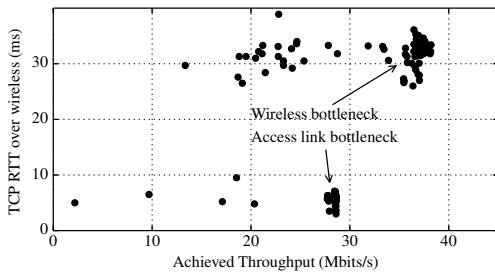 40
30
20
10
0
TCP RTT over wireless (ms)
Wireless bottleneck
Access link bottleneck
0 10 20 30 40
Achieved Throughput (Mbits/s)